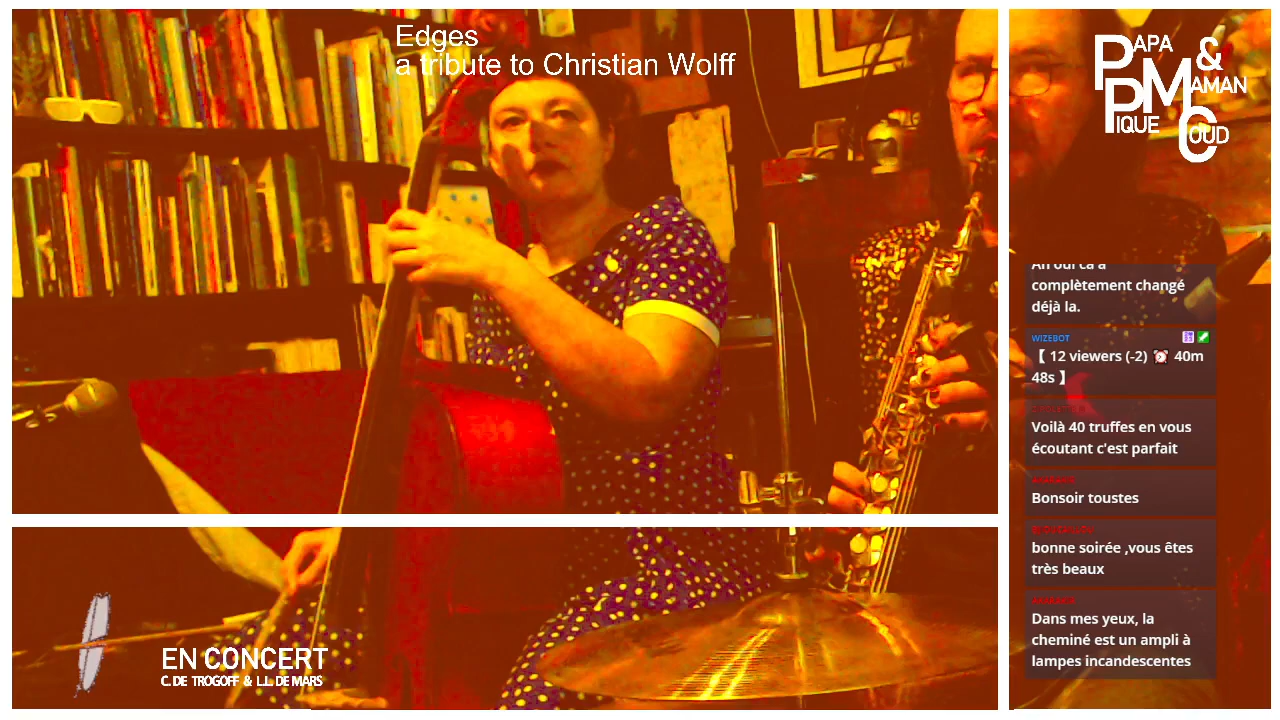 Edges
a tribute to Christian Wolff
PAPA
PIQUE
& MAMAN
COUD
complètement changé
déjà la.
WIZEBOT
【 12 viewers (-2) ⏰ 40m
48s 】
Voilà 40 truffes en vous
écoutant c'est parfait
Bonsoir toustes
bonne soirée ,vous êtes
très beaux
Dans mes yeux, la
cheminé est un ampli à
lampes incandescentes
EN CONCERT
C. DE TROGOFF & L.L. DE MARS